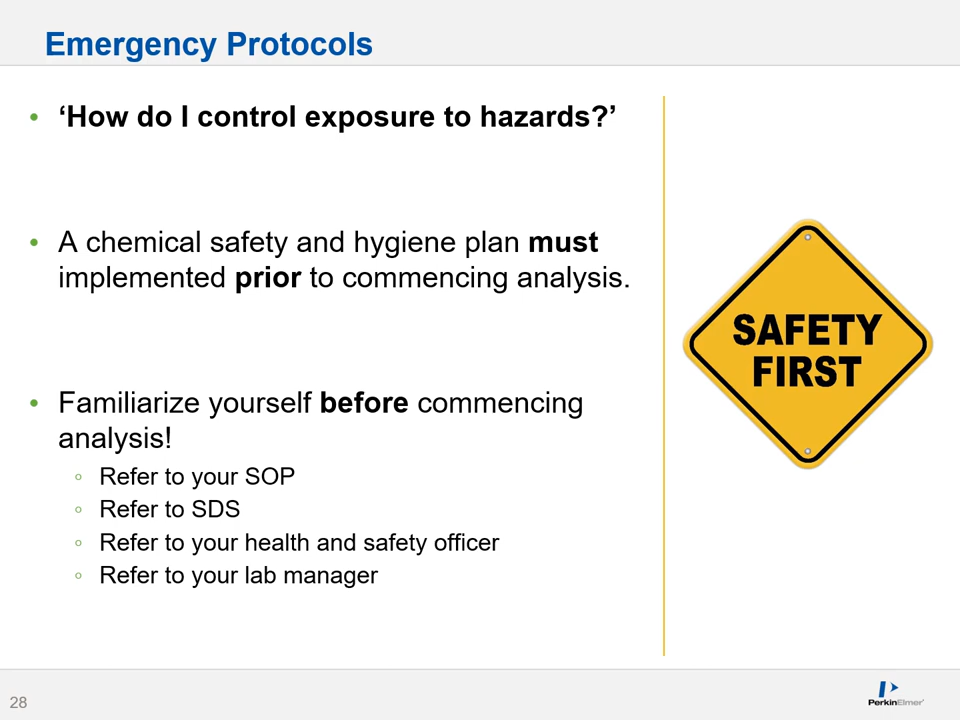 Emergency Protocols
• ‘How do I control exposure to hazards?’
• A chemical safety and hygiene plan must
implemented prior to commencing analysis.
• Familiarize yourself before commencing
analysis!
◦ Refer to your SOP
◦ Refer to SDS
◦ Refer to your health and safety officer
◦ Refer to your lab manager
SAFETY
FIRST
28
PerkinElmer